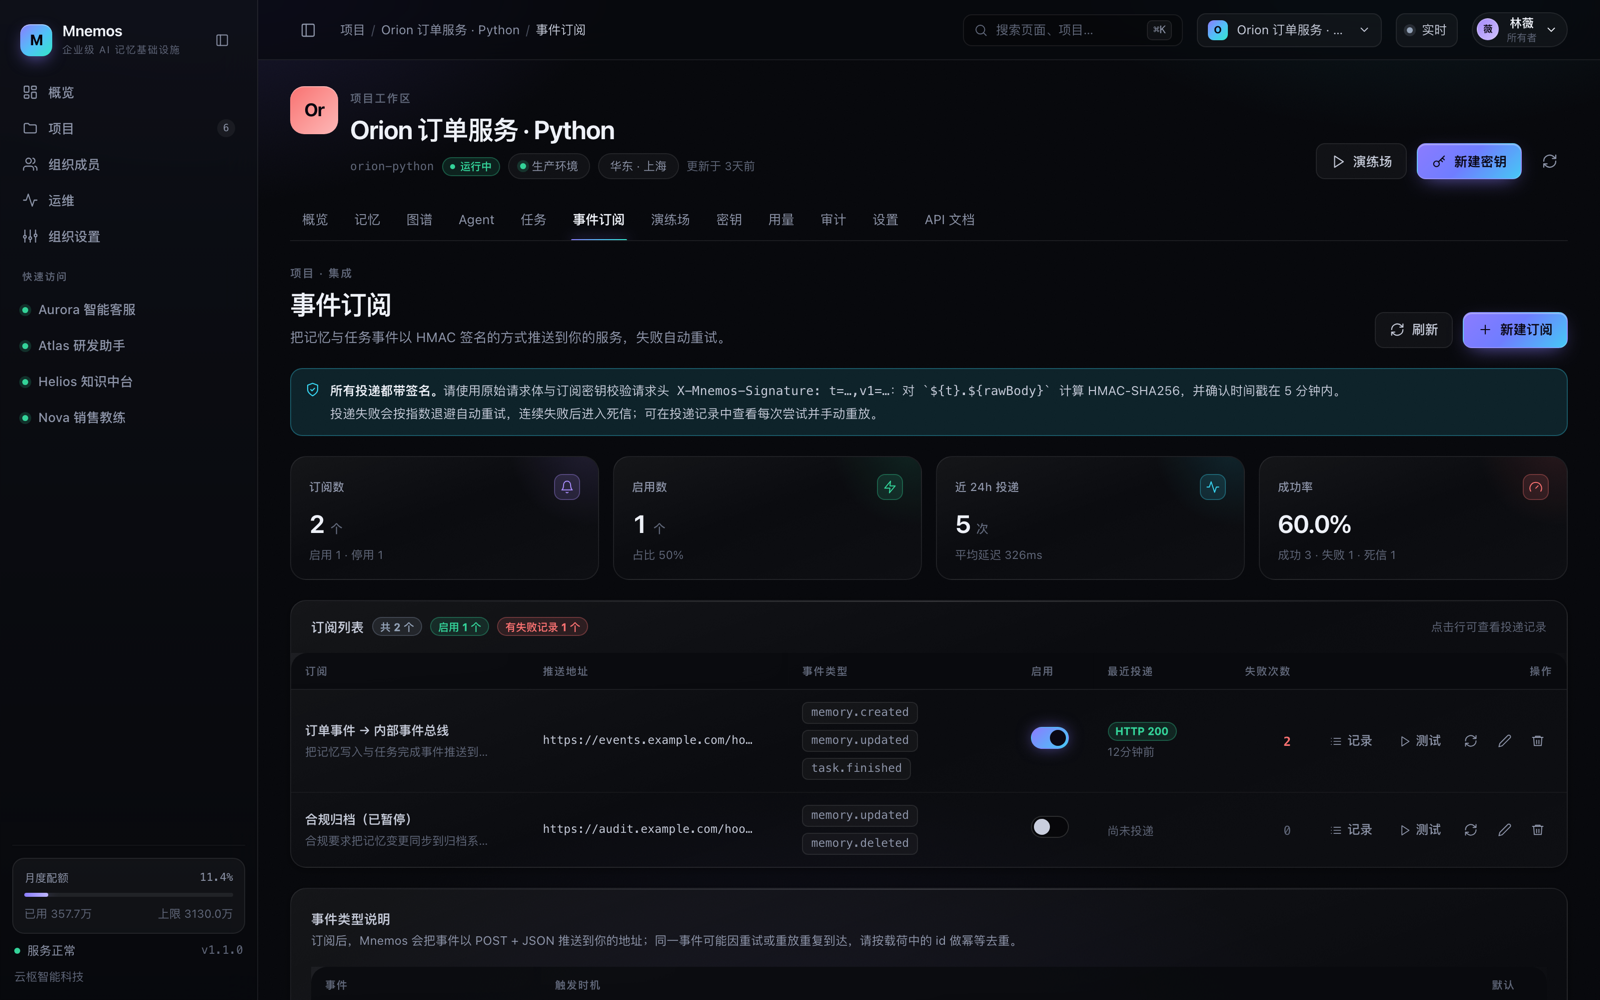 M
Mnemos
企业级 AI 记忆基础设施
概览
项目
6
组织成员
运维
组织设置
快速访问
Aurora 智能客服
Atlas 研发助手
Helios 知识中台
Nova 销售教练
月度配额
11.4%
已用 357.7万
上限 3130.0万
服务正常
v1.1.0
云枢智能科技
项目 / Orion 订单服务 · Python / 事件订阅
搜索页面、项目...
⌘K
O
Orion 订单服务 · ...
实时
薇
林薇
所有者
Or
项目工作区
Orion 订单服务 · Python
orion-python
运行中
生产环境
华东 · 上海
更新于 3天前
演练场
新建密钥
概览
记忆
图谱
Agent
任务
事件订阅
演练场
密钥
用量
审计
设置
API 文档
项目 · 集成
事件订阅
把记忆与任务事件以 HMAC 签名的方式推送到你的服务，失败自动重试。
刷新
新建订阅
所有投递都带签名。请使用原始请求体与订阅密钥校验请求头 X-Mnemos-Signature: t=…,v1=…；对 `${t}.${rawBody}` 计算 HMAC-SHA256，并确认时间戳在 5 分钟内。
投递失败会按指数退避自动重试，连续失败后进入死信；可在投递记录中查看每次尝试并手动重放。
订阅数
2 个
启用 1 · 停用 1
启用数
1 个
占比 50%
近 24h 投递
5 次
平均延迟 326ms
成功率
60.0%
成功 3 · 失败 1 · 死信 1
订阅列表
共 2 个
启用 1 个
有失败记录 1 个
点击行可查看投递记录
订阅
推送地址
事件类型
启用
最近投递
失败次数
操作
订单事件 → 内部事件总线
把记忆写入与任务完成事件推送到...
https://events.example.com/ho…
memory.created
memory.updated
task.finished
HTTP 200
12分钟前
2
记录
测试
合规归档（已暂停）
合规要求把记忆变更同步到归档系...
https://audit.example.com/hoo…
memory.updated
memory.deleted
尚未投递
0
记录
测试
事件类型说明
订阅后，Mnemos 会把事件以 POST + JSON 推送到你的地址；同一事件可能因重试或重放重复到达，请按载荷中的 id 做幂等去重。
事件
触发时机
默认